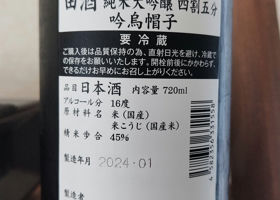 田酒 純米大吟醸 四割五分
吟烏帽子
要冷蔵
ご購入後は品質保持の為、直射日光を避け、冷蔵で
の保存をお願いいたします。開栓前後にかかわらず、
できるだけお早めにお召し上がりください。
品目 日本酒 内容量 720ml
アルコール分 16度
原材料名 米(国産)
米こうじ(国産米)
精米歩合 45%
製造年月 2024.01
製造者
4582356331558